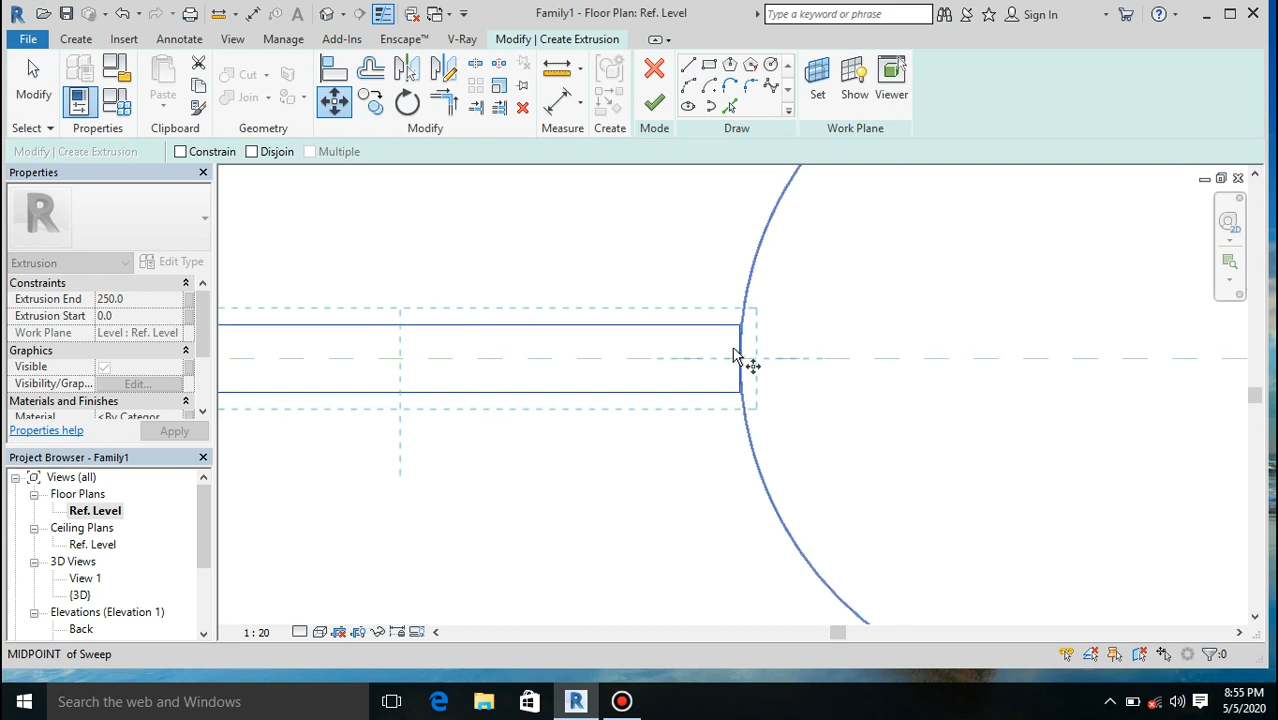 Family1 - Floor Plan: Ref. Level
Type a keyword or phrase
Sign In
File
Create
Insert
Annotate
View
Manage
Add-Ins
Enscape™
V-Ray
Modify | Create Extrusion
Modify
Paste
Cut
Join
Set
Show
Viewer
Select
Properties
Clipboard
Geometry
Modify
Measure
Create
Mode
Draw
Work Plane
Modify | Create Extrusion
Constrain
Disjoin
Multiple
Properties
R
Extrusion
Edit Type
Constraints
Extrusion End 250.0
Extrusion Start 0.0
Work Plane Level : Ref. Level
Graphics
Visible
Visibility/Grap... Edit...
Materials and Finishes
Material <By Categor
Properties help
Apply
Project Browser - Family1
Views (all)
Floor Plans
Ref. Level
Ceiling Plans
Ref. Level
3D Views
View 1
{3D}
Elevations (Elevation 1)
Back
2D
1 : 20
MIDPOINT of Sweep
:0
Search the web and Windows
8:55 PM
5/5/2020